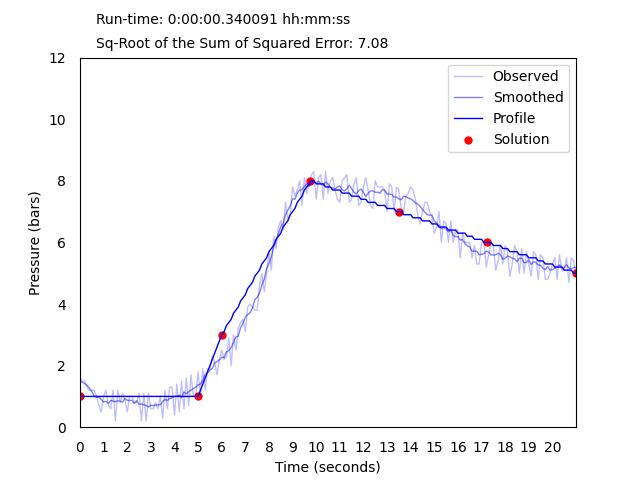 Run-time: 0:00:00.340091 hh:mm:ss
Sq-Root of the Sum of Squared Error: 7.08
Observed
Smoothed
Profile
Solution
12
10
8
6
4
2
0
Pressure (bars)
0 1 2 3 4 5 6 7 8 9 10 11 12 13 14 15 16 17 18 19 20
Time (seconds)